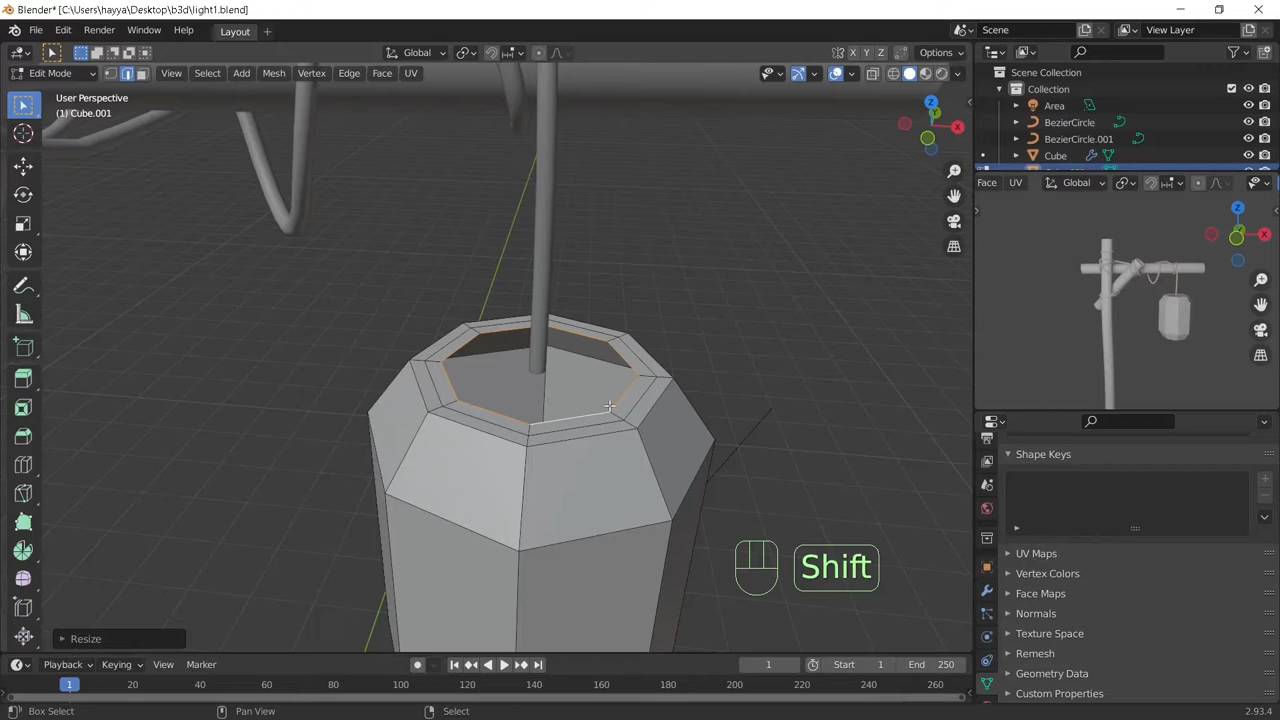 Blender* [C:\Users\hayya\Desktop\b3d\light1.blend]
File Edit Render Window Help Layout + Scene View Layer
Global Options
Edit Mode View Select Add Mesh Vertex Edge Face UV
X Y Z
User Perspective
(1) Cube.001
X
Z
Scene Collection
Collection
Area
BezierCircle
BezierCircle.001
Cube
Face UV Global
Z
X
Shape Keys
UV Maps
Vertex Colors
Face Maps
Normals
Texture Space
Remesh
Geometry Data
Custom Properties
Shift
Resize
Playback Keying View Marker 1 Start 1 End 250
1 20 40 60 80 100 120 140 160 180 200 220 240 260
Box Select Pan View Select 2.93.4